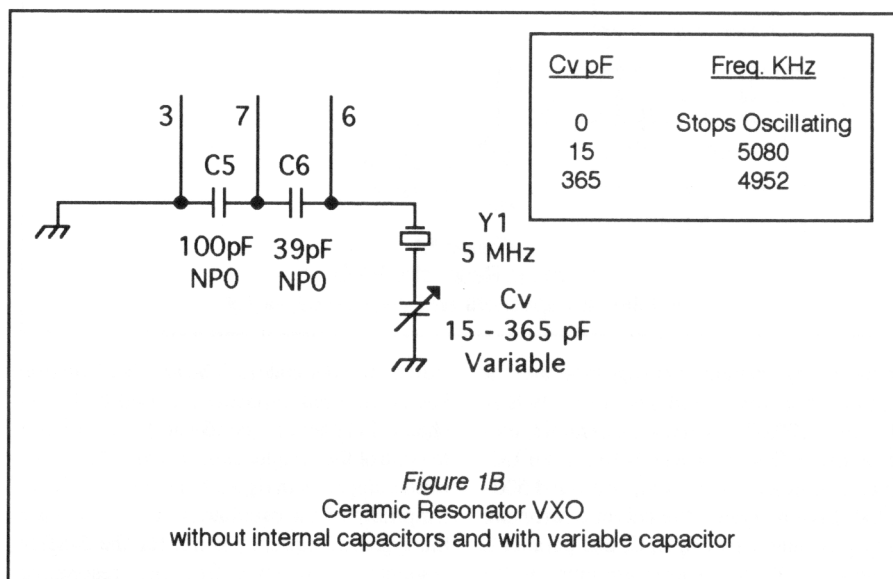 Cv pF Freq. KHz
0 Stops Oscillating
15 5080
365 4952
3 7 6
C5 C6
100pF 39pF
NPO NPO
Y1
5 MHz
Cv
15 - 365 pF
Variable
Figure 1B
Ceramic Resonator VXO
without internal capacitors and with variable capacitor